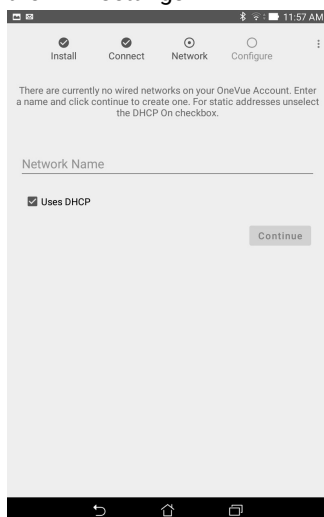 11:57 AM
Install Connect Network Configure
There are currently no wired networks on your OneVue Account. Enter
a name and click continue to create one. For static addresses unselect
the DHCP On checkbox.
Network Name
Uses DHCP
Continue